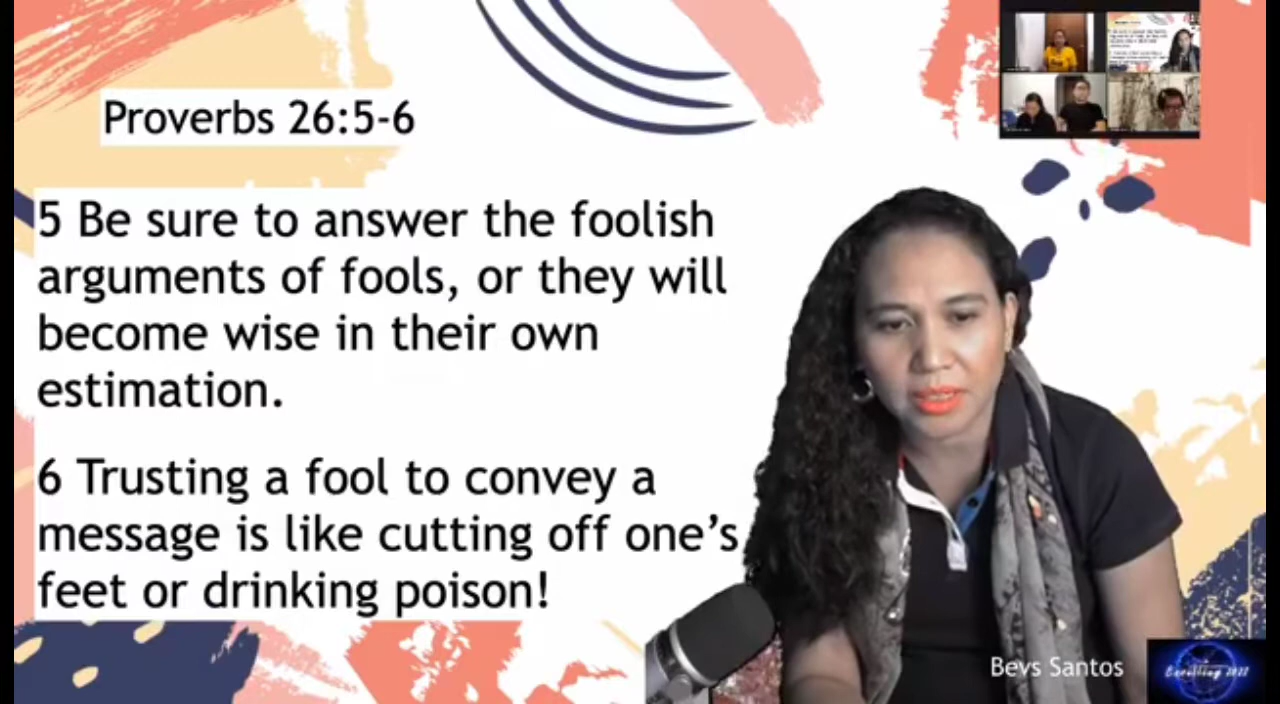 Proverbs 26:5-6
5 Be sure to answer the foolish
arguments of fools, or they will
become wise in their own
estimation.
6 Trusting a fool to convey a
message is like cutting off one’s
feet or drinking poison!
Bevs Santos